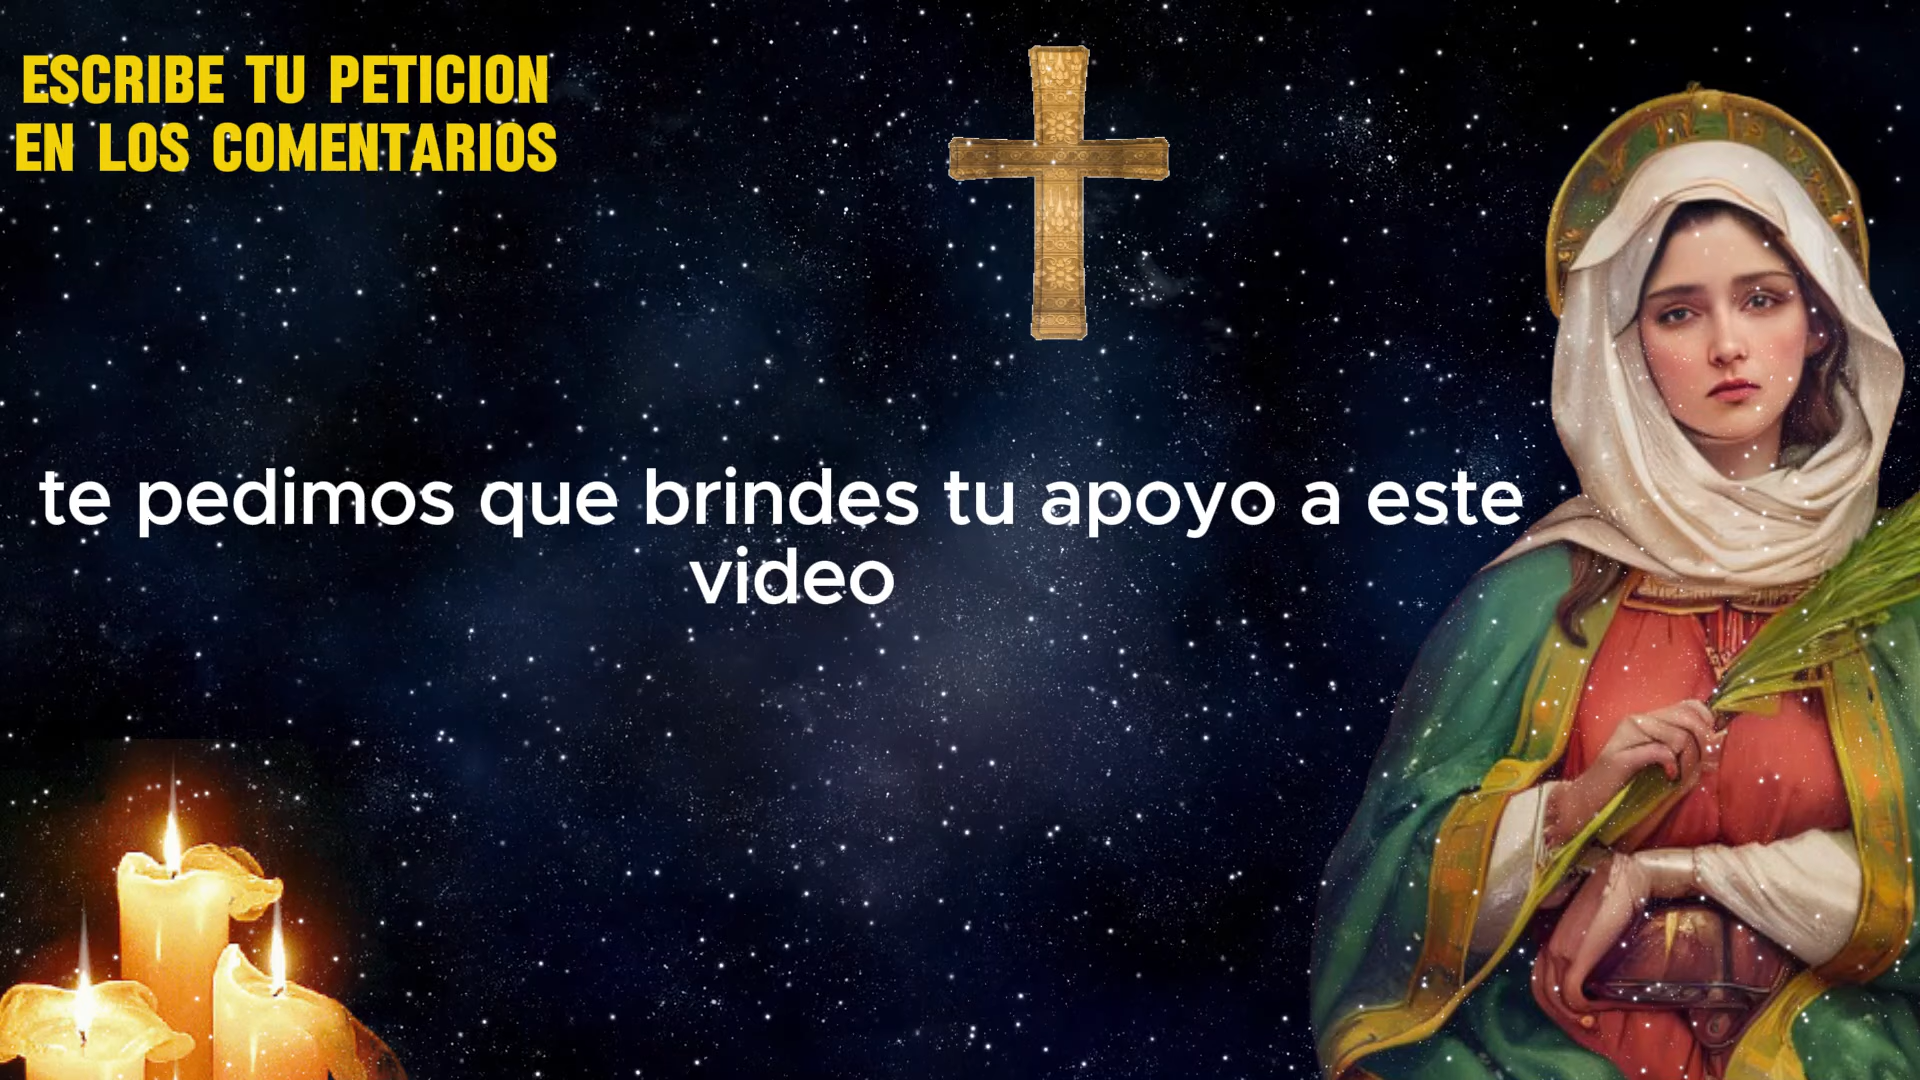 ESCRIBE TU PETICION
EN LOS COMENTARIOS
te pedimos que brindes tu apoyo a este
video